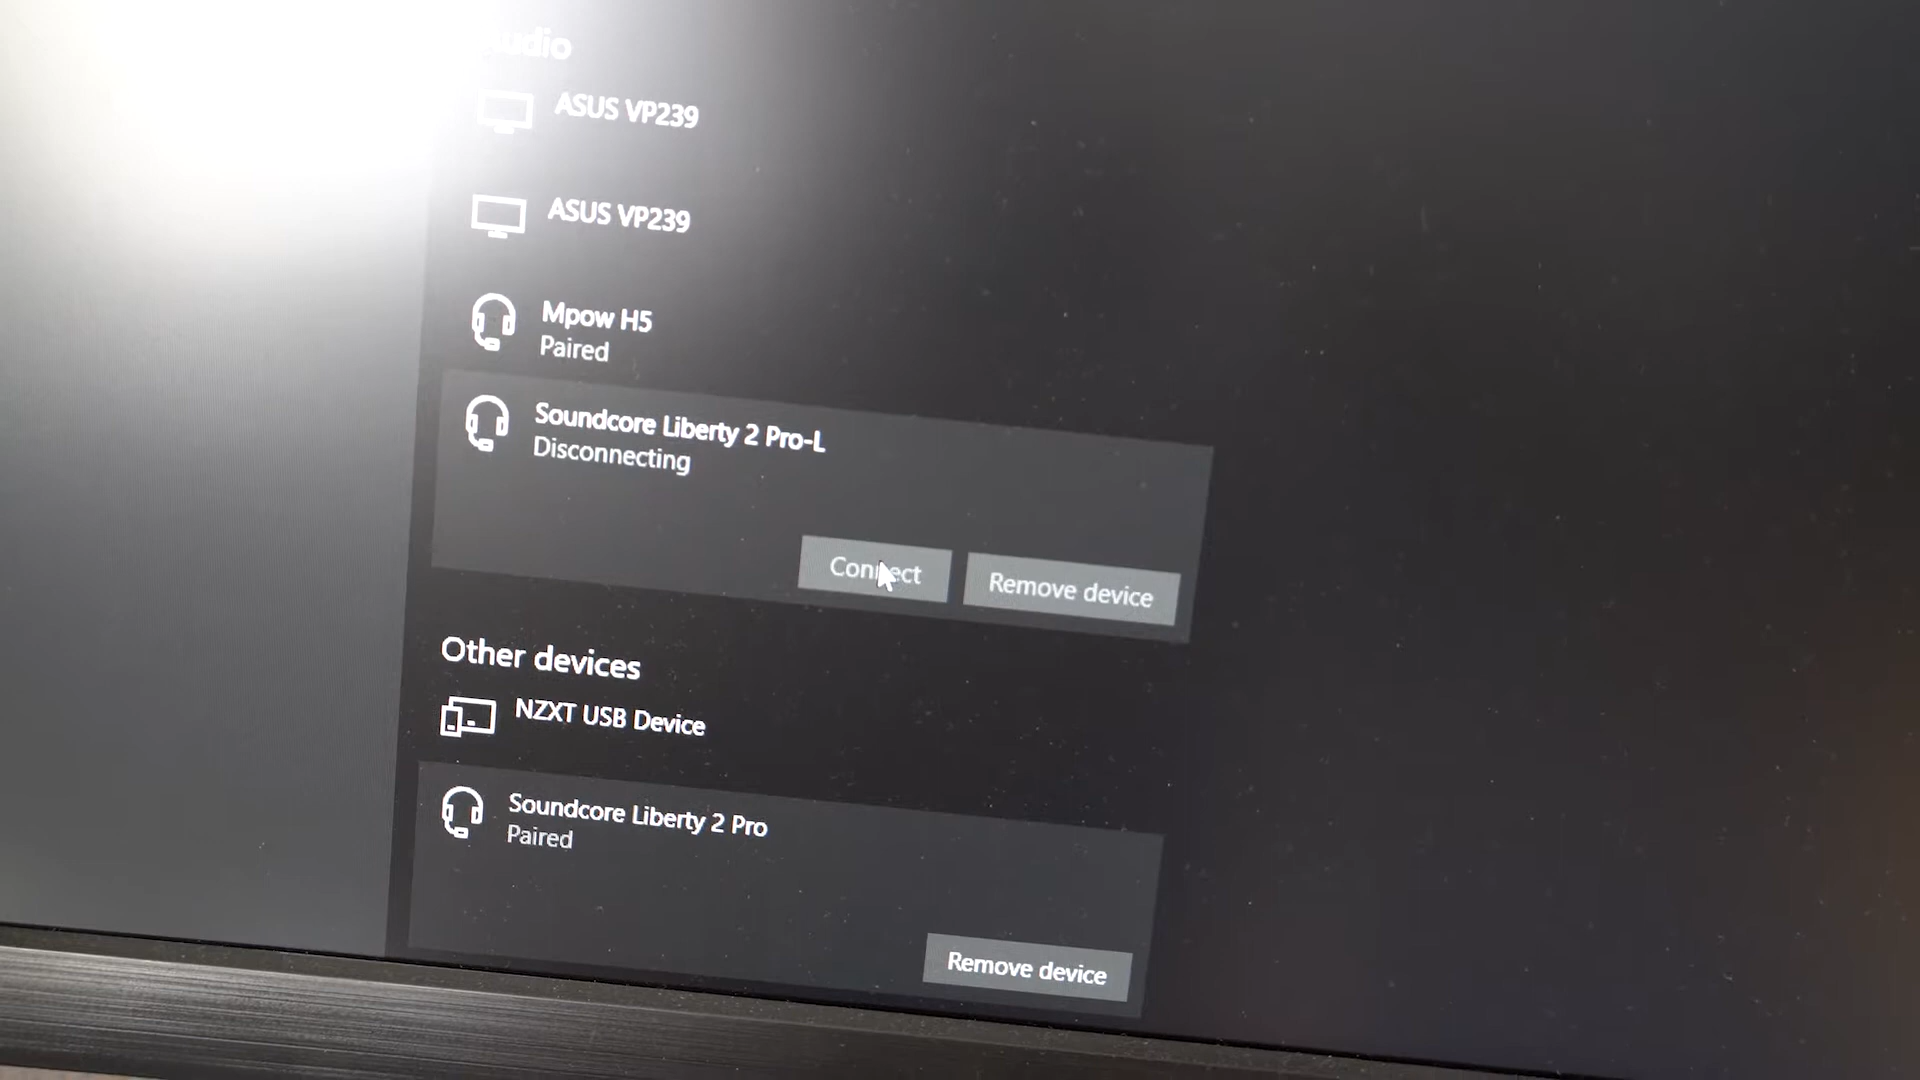 Audio
ASUS VP239
ASUS VP239
Mpow H5
Paired
Soundcore Liberty 2 Pro-L
Disconnecting
Connect
Remove device
Other devices
NZXT USB Device
Soundcore Liberty 2 Pro
Paired
Remove device